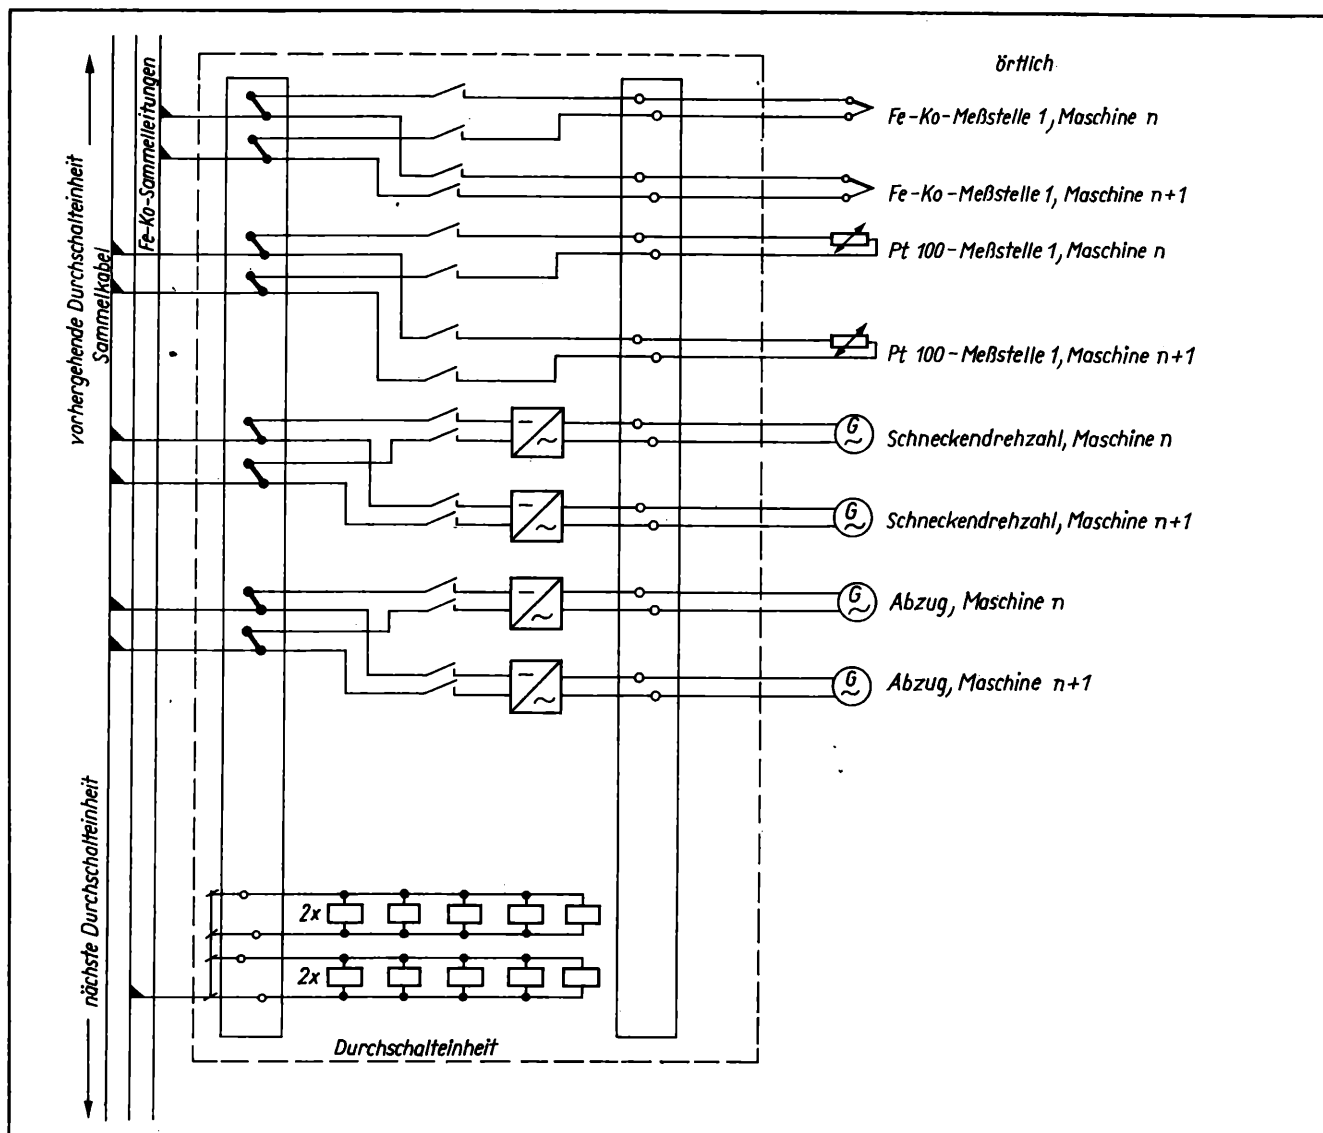 örtlich
vorhergehende Durchschalteinheit
Sammelkabel
Fe-Ko-Sammelleitungen
Fe-Ko-Meßstelle 1, Maschine n
Fe-Ko-Meßstelle 1, Maschine n+1
Pt 100-Meßstelle 1, Maschine n
Pt 100-Meßstelle 1, Maschine n+1
G
Schneckendrehzahl, Maschine n
G
Schneckendrehzahl, Maschine n+1
G
Abzug, Maschine n
G
Abzug, Maschine n+1
nächste Durchschalteinheit
2x
2x
Durchschalteinheit